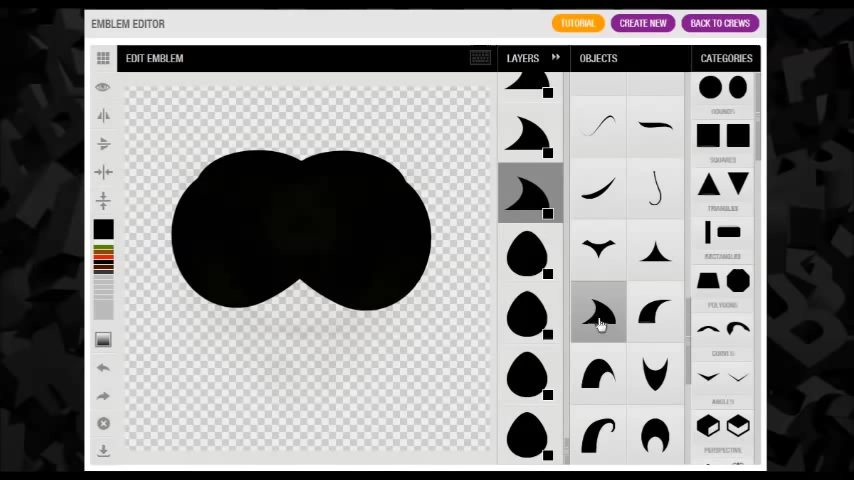 EMBLEM EDITOR
TUTORIAL
CREATE NEW
BACK TO CREWS
EDIT EMBLEM
LAYERS
OBJECTS
CATEGORIES
ROUNDS
SQUARES
TRIANGLES
RECTANGLES
POLYGONS
CURVES
ANGLES
PERSPECTIVE